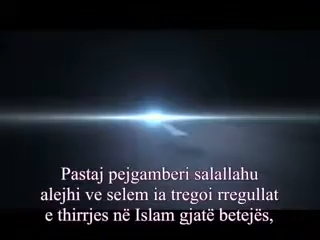 Pastaj pejgamberi salallahu
alejhi ve selem ia tregoi rregullat
e thirrjes në Islam gjatë betejës,